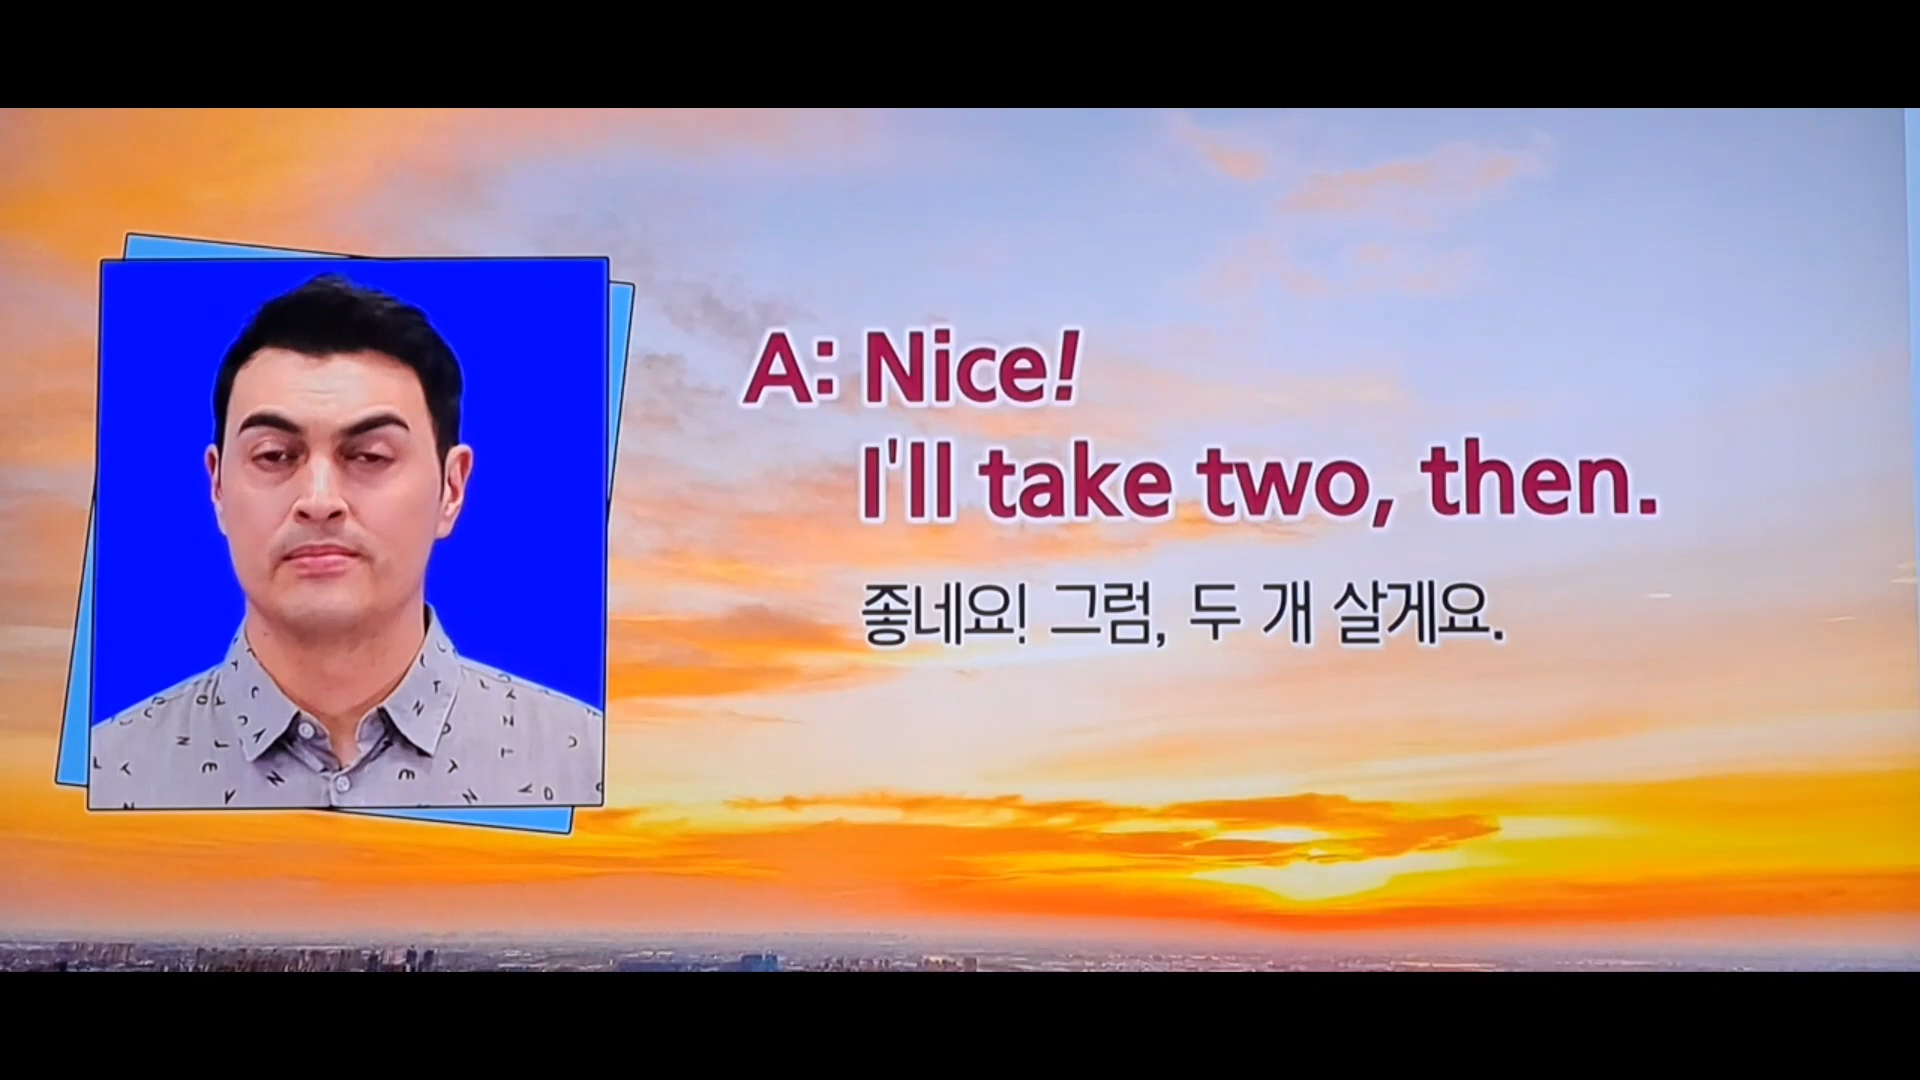 A: Nice!
I'll take two, then.
좋네요! 그럼, 두 개 살게요.